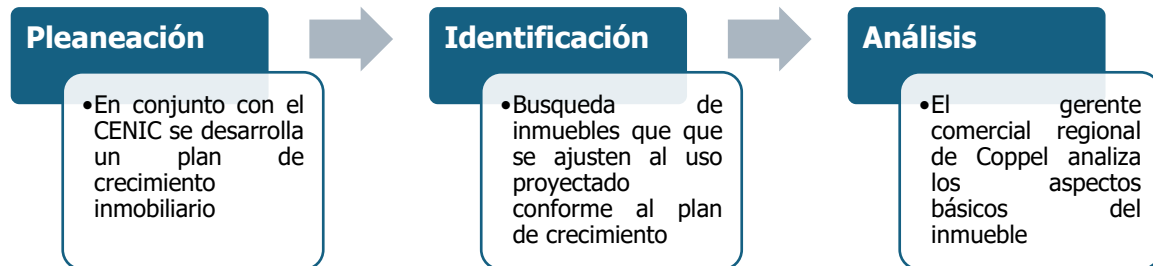 Pleaneación
•En conjunto con el
CENIC se desarrolla
un plan de
crecimiento
inmobiliario
Identificación
•Busqueda de
inmuebles que que
se ajusten al uso
proyectado
conforme al plan
de crecimiento
Análisis
•El gerente
comercial regional
de Coppel analiza
los aspectos
básicos del
inmueble